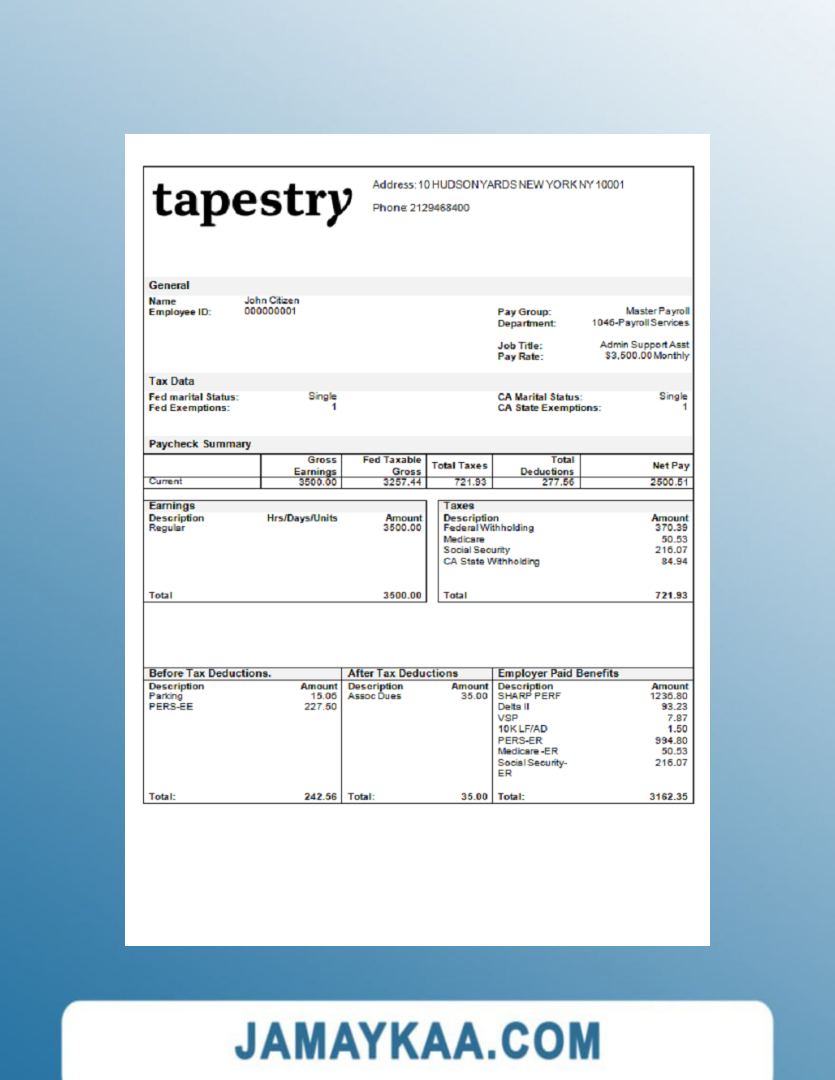 tapestry
Address: 10 HUDSON YARDS NEW YORK NY 10001
Phone: 2129468400
General
Name John Citizen
Employee ID: 000000001
Pay Group: Master Payroll
Department: 1046-Payroll Services
Job Title: Admin Support Asst
Pay Rate: $3,500.00 Monthly
Tax Data
Fed marital Status: Single CA Marital Status: Single
Fed Exemptions: 1 CA State Exemptions: 1
Paycheck Summary
Gross Earnings Fed Taxable Gross Total Taxes Total Deductions Net Pay
Current 3500.00 3257.44 721.93 277.56 2500.51
Earnings
Description Hrs/Days/Units Amount
Regular 3500.00
Total 3500.00
Taxes
Description Amount
Federal Withholding 370.39
Medicare 50.53
Social Security 216.07
CA State Withholding 84.94
Total 721.93
Before Tax Deductions.
Description Amount
Parking 15.06
PERS-EE 227.50
Total: 242.56
After Tax Deductions
Description Amount
Assoc Dues 35.00
Total: 35.00
Employer Paid Benefits
Description Amount
SHARP PERF 1236.80
Delta II 93.23
VSP 7.87
10K LF/AD 1.50
PERS-ER 994.80
Medicare -ER 50.53
Social Security- 216.07
ER
Total: 3162.35
JAMAYKAA.COM